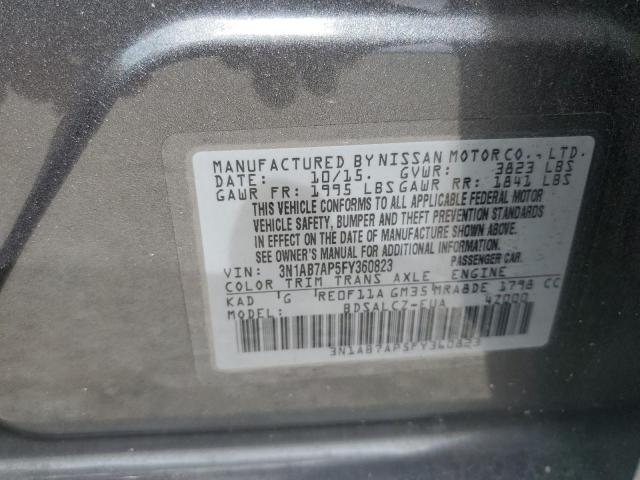 MANUFACTURED BY NISSAN MOTOR CO., LTD.
DATE: 10/15. GVWR: 3823 LBS
GAWR FR: 1995 LBS GAWR RR: 1841 LBS
THIS VEHICLE CONFORMS TO ALL APPLICABLE FEDERAL MOTOR
VEHICLE SAFETY, BUMPER AND THEFT PREVENTION STANDARDS
IN EFFECT ON THE DATE OF MANUFACTURE SHOWN ABOVE.
SEE OWNER'S MANUAL FOR ADDITIONAL INFORMATION
PASSENGER CAR.
VIN: 3N1AB7AP5FY360823
COLOR TRIM TRANS AXLE ENGINE
KAD G RE0F11A GM35 MRA8DE 1798 CC
MODEL: BDSALCZ-EUA 4Z000
3N1AB7AP5FY360823